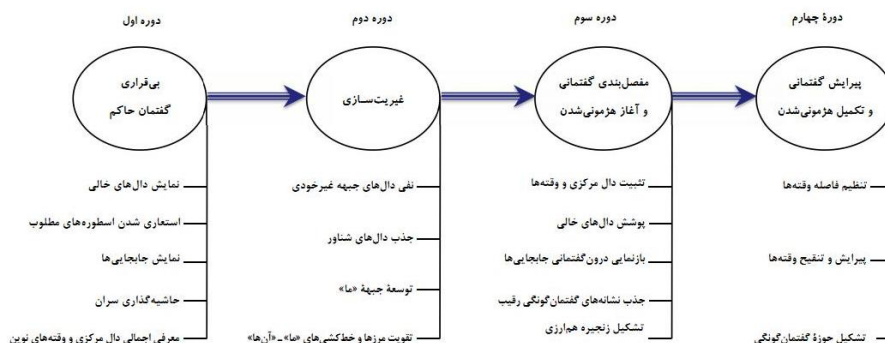 دوره اول
دوره دوم
دوره سوم
دورهٔ چهارم
بی‌قراری
گفتمان حاکم
غیریت‌ســازی
مفصل‌بندی گفتمانی
و آغاز هژمونی‌شدن
پیرایش گفتمانی
و تکمیل هژمونی‌شدن
نمایش دال‌های خالی
استعاری شدن اسطوره‌های مطلوب
نمایش جابجایی‌ها
حاشیه‌گذاری سران
معرفی اجمالی دال مرکزی و وقته‌های نوین
نفی دال‌های جبهه غیرخودی
جذب دال‌های شناور
توسعهٔ جبههٔ «ما»
تقویت مرزها و خط‌کشی‌های «ما»ـ«آن‌ها»
تثبیت دال مرکزی و وقته‌ها
پوشش دال‌های خالی
بازنمایی درون‌گفتمانی جابجایی‌ها
جذب نشانه‌های گفتمان‌گونگی رقیب
تشکیل زنجیره هم‌ارزی
تنظیم فاصله وقته‌ها
پیرایش و تنقیح وقته‌ها
تشکیل حوزهٔ گفتمان‌گونگی